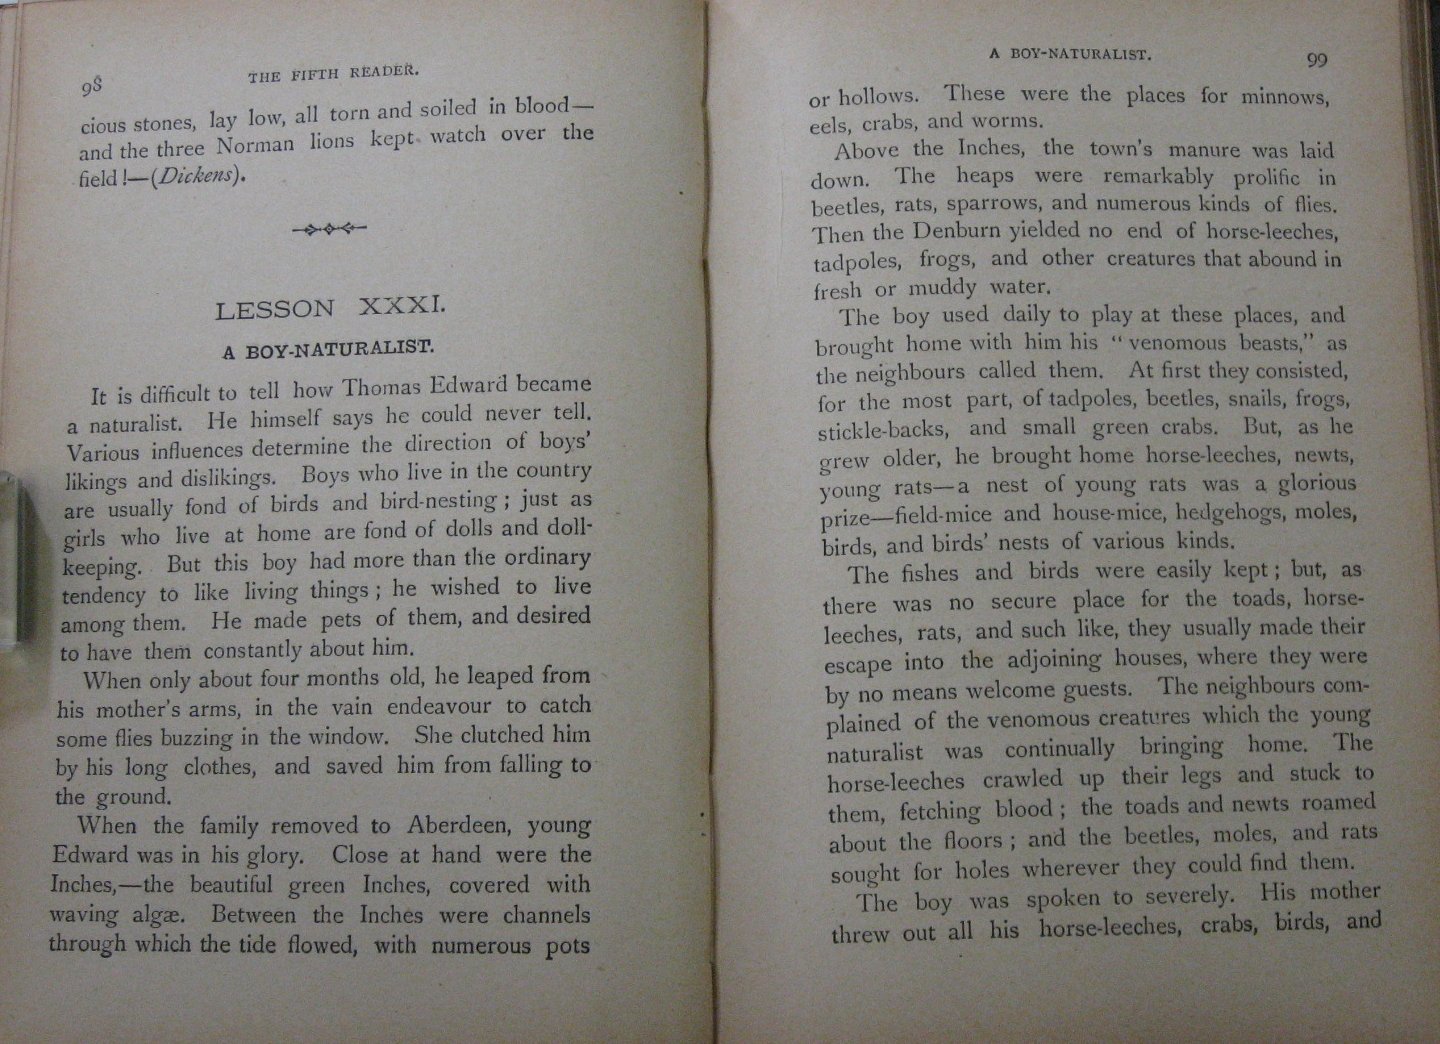 98
THE FIFTH READER.
cious stones, lay low, all torn and soiled in blood—
and the three Norman lions kept watch over the
field!—(Dickens).
LESSON XXXI.
A BOY-NATURALIST.
It is difficult to tell how Thomas Edward became
a naturalist. He himself says he could never tell.
Various influences determine the direction of boys'
likings and dislikings. Boys who live in the country
are usually fond of birds and bird-nesting; just as
girls who live at home are fond of dolls and doll-
keeping. But this boy had more than the ordinary
tendency to like living things; he wished to live
among them. He made pets of them, and desired
to have them constantly about him.
When only about four months old, he leaped from
his mother's arms, in the vain endeavour to catch
some flies buzzing in the window. She clutched him
by his long clothes, and saved him from falling to
the ground.
When the family removed to Aberdeen, young
Edward was in his glory. Close at hand were the
Inches,—the beautiful green Inches, covered with
waving algæ. Between the Inches were channels
through which the tide flowed, with numerous pots
A BOY-NATURALIST.
99
or hollows. These were the places for minnows,
eels, crabs, and worms.
Above the Inches, the town's manure was laid
down. The heaps were remarkably prolific in
beetles, rats, sparrows, and numerous kinds of flies.
Then the Denburn yielded no end of horse-leeches,
tadpoles, frogs, and other creatures that abound in
fresh or muddy water.
The boy used daily to play at these places, and
brought home with him his "venomous beasts," as
the neighbours called them. At first they consisted,
for the most part, of tadpoles, beetles, snails, frogs,
stickle-backs, and small green crabs. But, as he
grew older, he brought home horse-leeches, newts,
young rats—a nest of young rats was a glorious
prize—field-mice and house-mice, hedgehogs, moles,
birds, and birds' nests of various kinds.
The fishes and birds were easily kept; but, as
there was no secure place for the toads, horse-
leeches, rats, and such like, they usually made their
escape into the adjoining houses, where they were
by no means welcome guests. The neighbours com-
plained of the venomous creatures which the young
naturalist was continually bringing home. The
horse-leeches crawled up their legs and stuck to
them, fetching blood; the toads and newts roamed
about the floors; and the beetles, moles, and rats
sought for holes wherever they could find them.
The boy was spoken to severely. His mother
threw out all his horse-leeches, crabs, birds, and